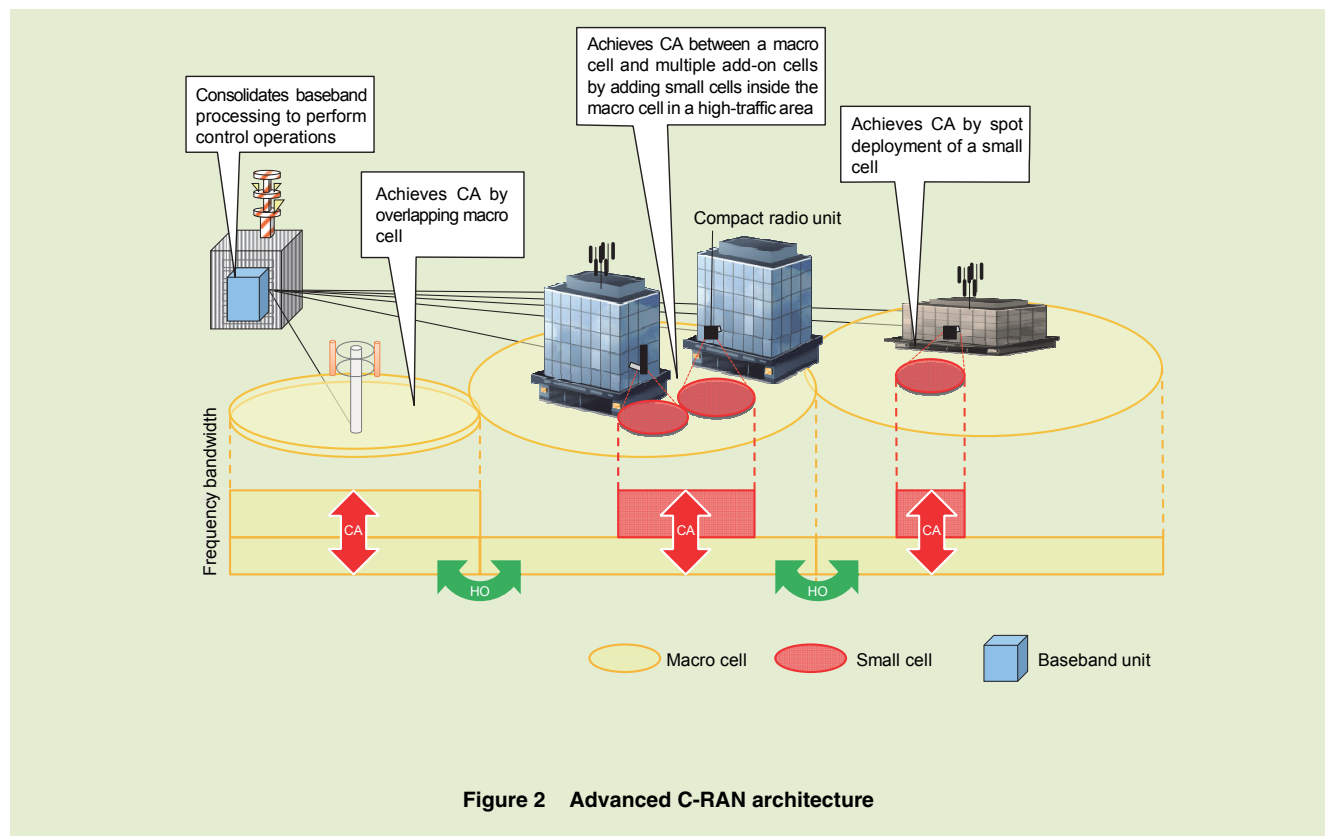 Achieves CA between a macro
cell and multiple add-on cells
by adding small cells inside the
macro cell in a high-traffic area
Consolidates baseband
processing to perform
control operations
Achieves CA by spot
deployment of a small
cell
Achieves CA by
overlapping macro
cell
Compact radio unit
Frequency bandwidth
CA
CA
CA
HO
HO
Macro cell
Small cell
Baseband unit
Figure 2 Advanced C-RAN architecture